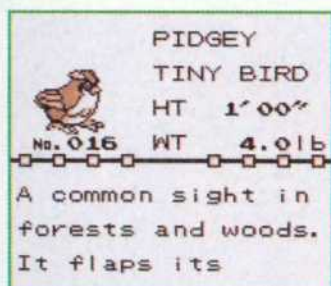 PIDGEY
TINY BIRD
HT 1′00″
No.016 WT 4.0lb
A common sight in
forests and woods.
It flaps its